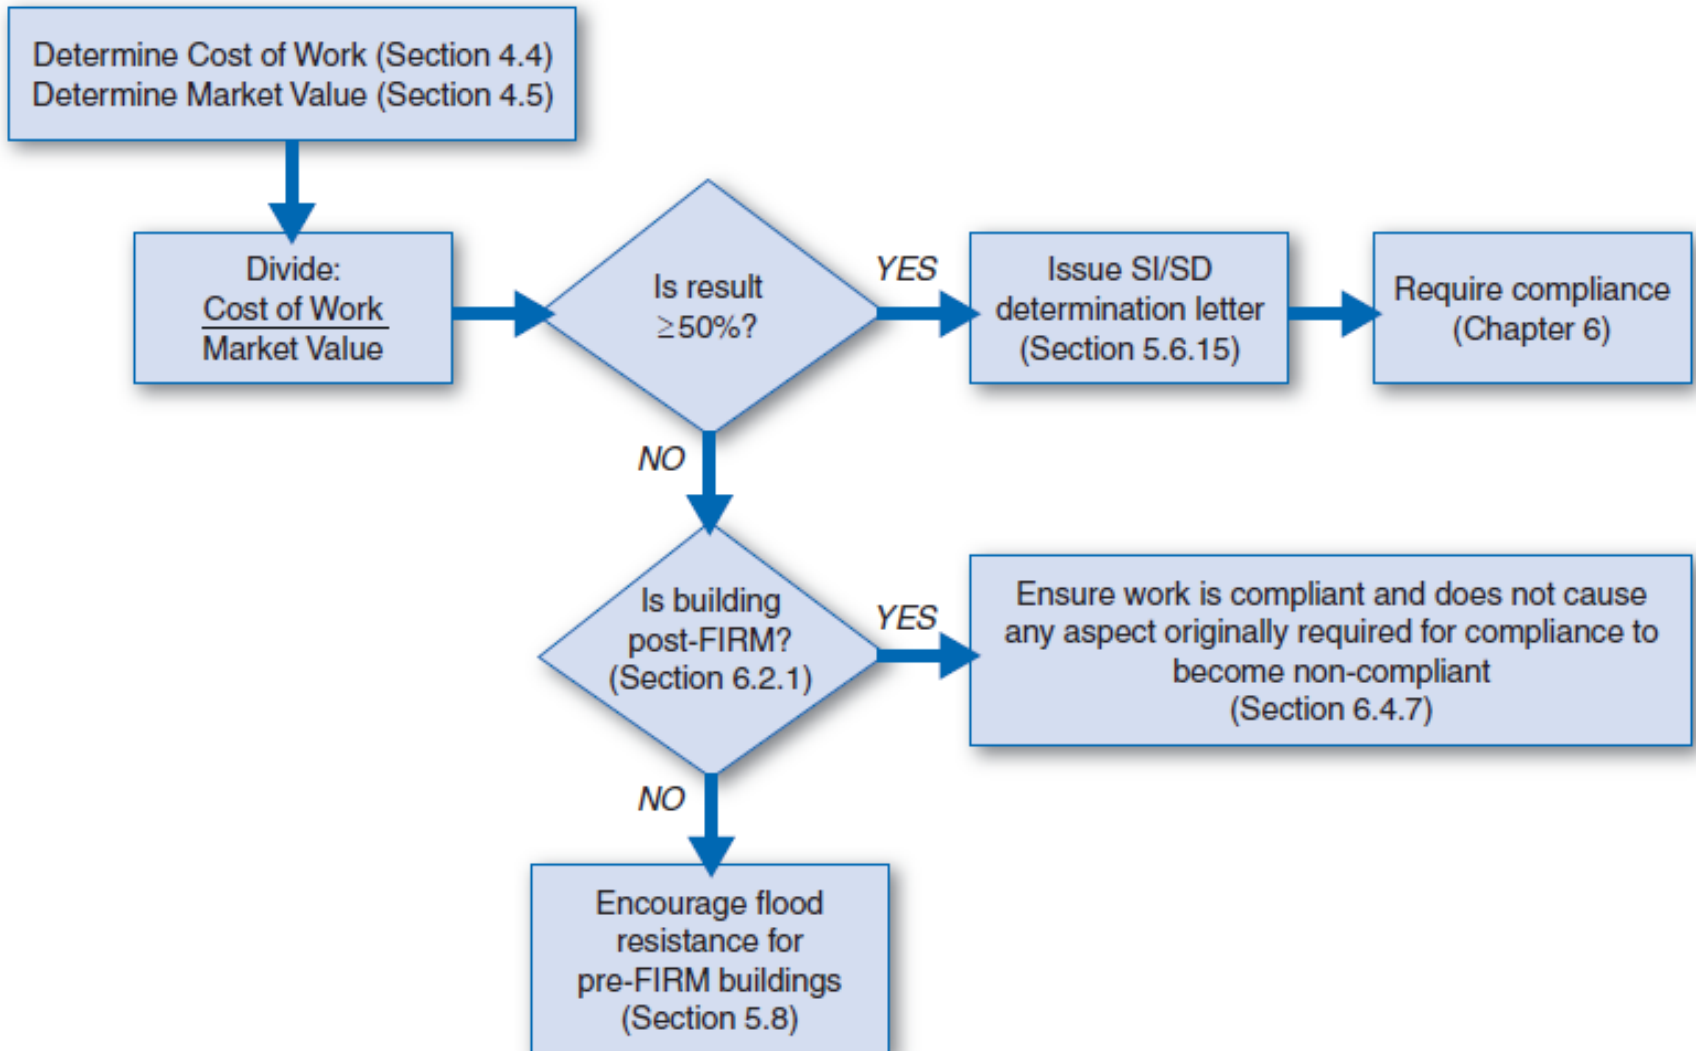 Determine Cost of Work (Section 4.4)
Determine Market Value (Section 4.5)
Divide:
Cost of Work
Market Value
Is result
≥50%?
YES
Issue SI/SD
determination letter
(Section 5.6.15)
Require compliance
(Chapter 6)
NO
Is building
post-FIRM?
(Section 6.2.1)
YES
Ensure work is compliant and does not cause
any aspect originally required for compliance to
become non-compliant
(Section 6.4.7)
NO
Encourage flood
resistance for
pre-FIRM buildings
(Section 5.8)